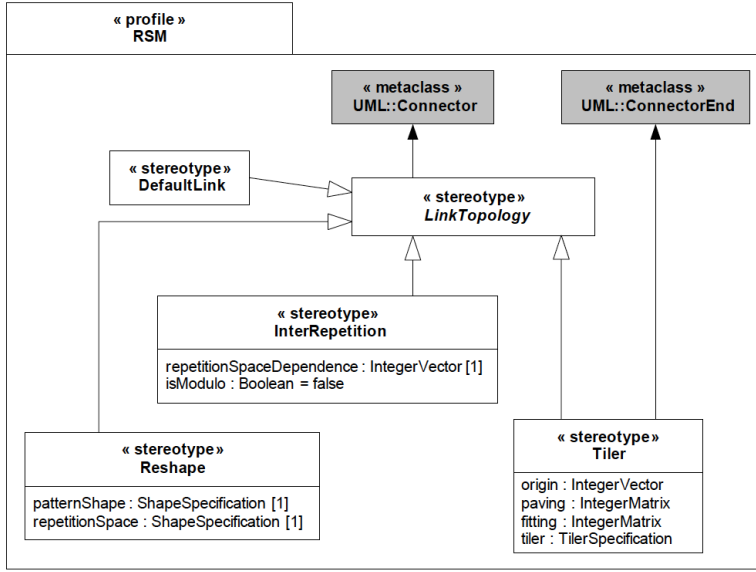 « profile »
RSM
« metaclass »
UML::Connector
« metaclass »
UML::ConnectorEnd
« stereotype»
DefaultLink
« stereotype»
LinkTopology
« stereotype»
InterRepetition
repetitionSpaceDependence : IntegerVector [1]
isModulo : Boolean = false
« stereotype»
Reshape
patternShape : ShapeSpecification [1]
repetitionSpace : ShapeSpecification [1]
« stereotype»
Tiler
origin : IntegerVector
paving : IntegerMatrix
fitting : IntegerMatrix
tiler : TilerSpecification